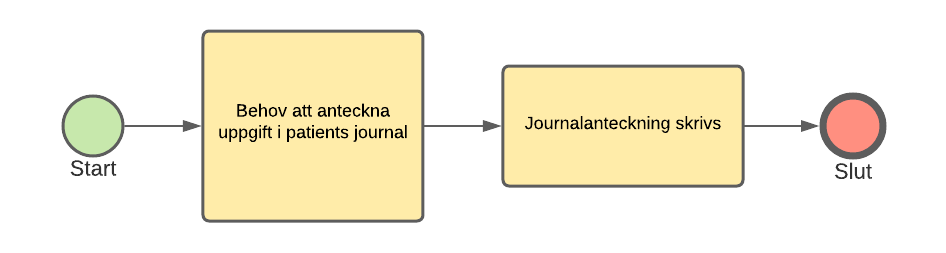 Start
Behov att anteckna
uppgift i patients journal
Journalanteckning skrivs
Slut